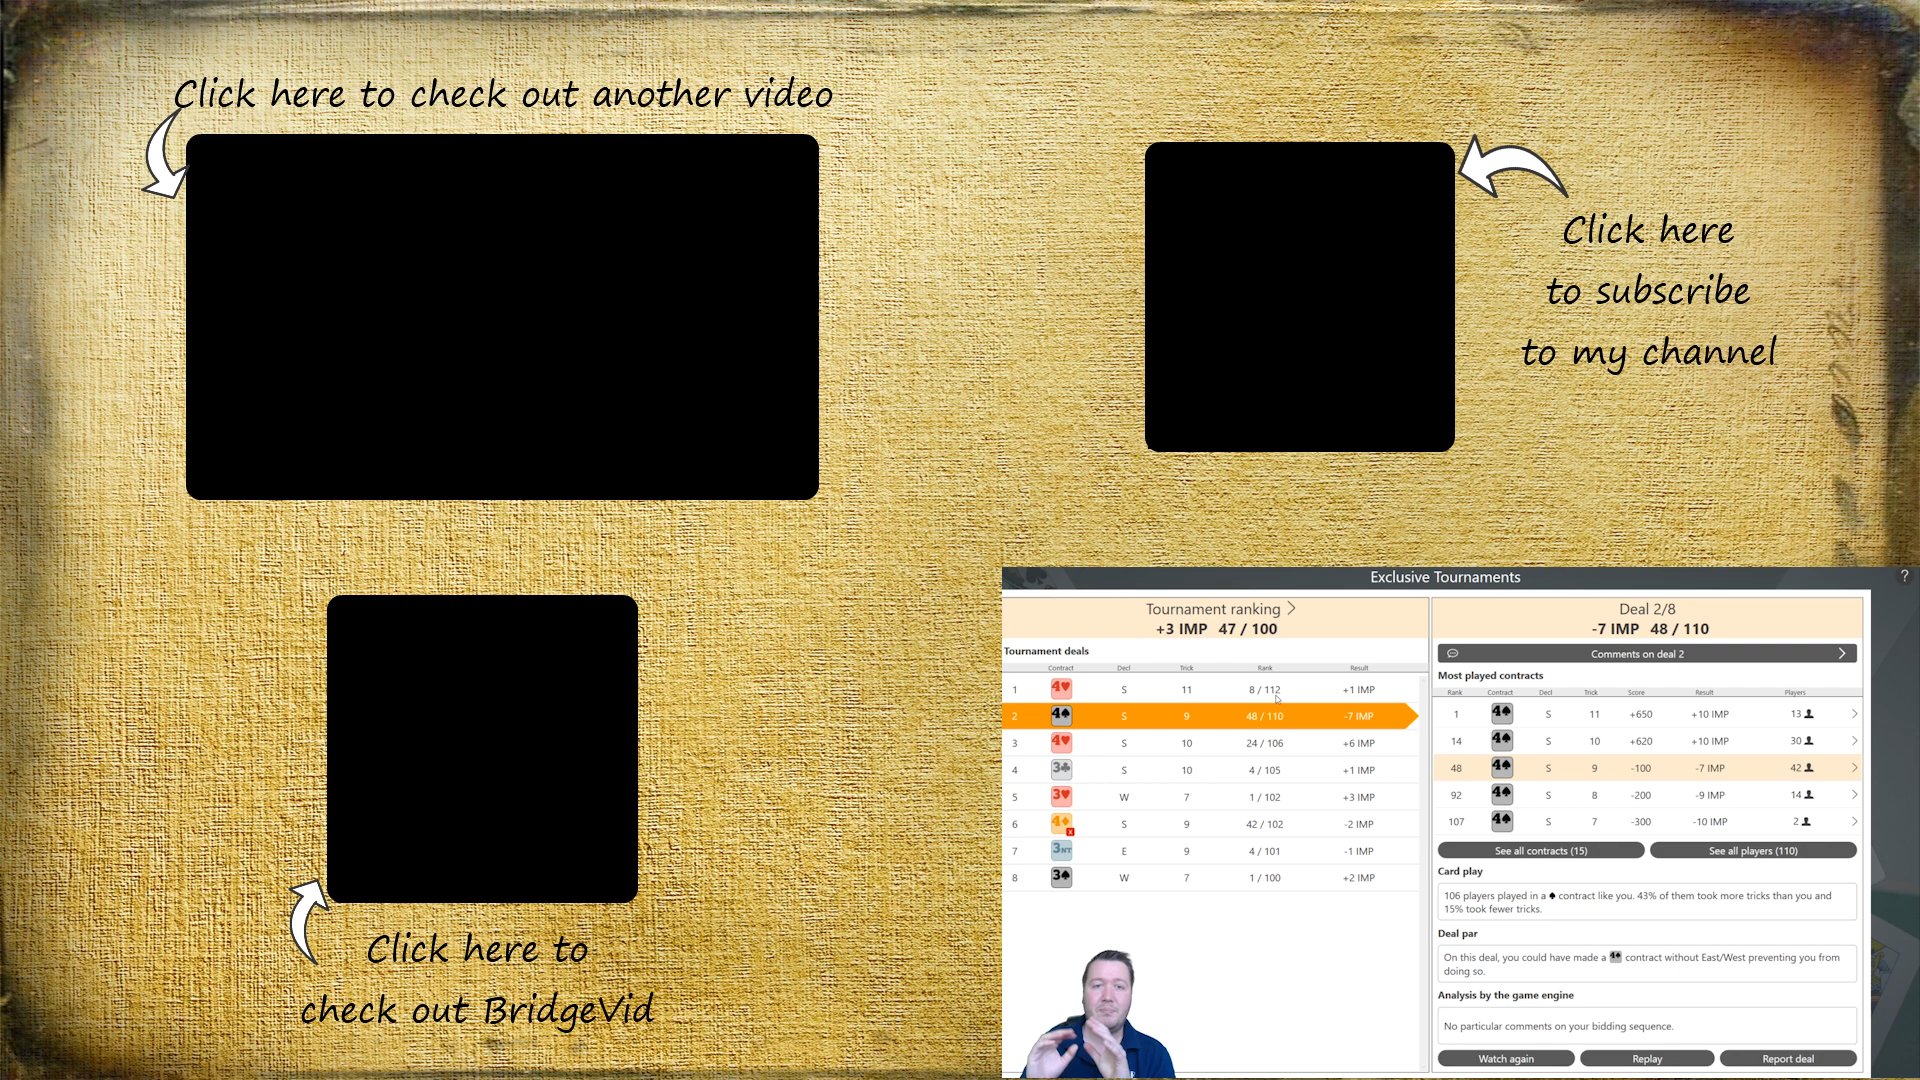 Click here to check out another video
Click here
to subscribe
to my channel
Click here to
check out BridgeVid
Exclusive Tournaments
?
Tournament ranking >
+3 IMP 47 / 100
Tournament deals
Contract Decl Trick Rank Result
1 4♥ S 11 8 / 112 +1 IMP
2 4♠ S 9 48 / 110 -7 IMP
3 4♥ S 10 24 / 106 +6 IMP
4 3♣ S 10 4 / 105 +1 IMP
5 3♥ W 7 1 / 102 +3 IMP
6 4♦ X S 9 42 / 102 -2 IMP
7 3NT E 9 4 / 101 -1 IMP
8 3♠ W 7 1 / 100 +2 IMP
Deal 2/8
-7 IMP 48 / 110
Comments on deal 2
Most played contracts
Rank Contract Decl Trick Score Result Players
1 4♠ S 11 +650 +10 IMP 13
14 4♠ S 10 +620 +10 IMP 30
48 4♠ S 9 -100 -7 IMP 42
92 4♠ S 8 -200 -9 IMP 14
107 4♠ S 7 -300 -10 IMP 2
See all contracts (15) See all players (110)
Card play
106 players played in a ♠ contract like you. 43% of them took more tricks than you and
15% took fewer tricks.
Deal par
On this deal, you could have made a 4♠ contract without East/West preventing you from
doing so.
Analysis by the game engine
No particular comments on your bidding sequence.
Watch again Replay Report deal